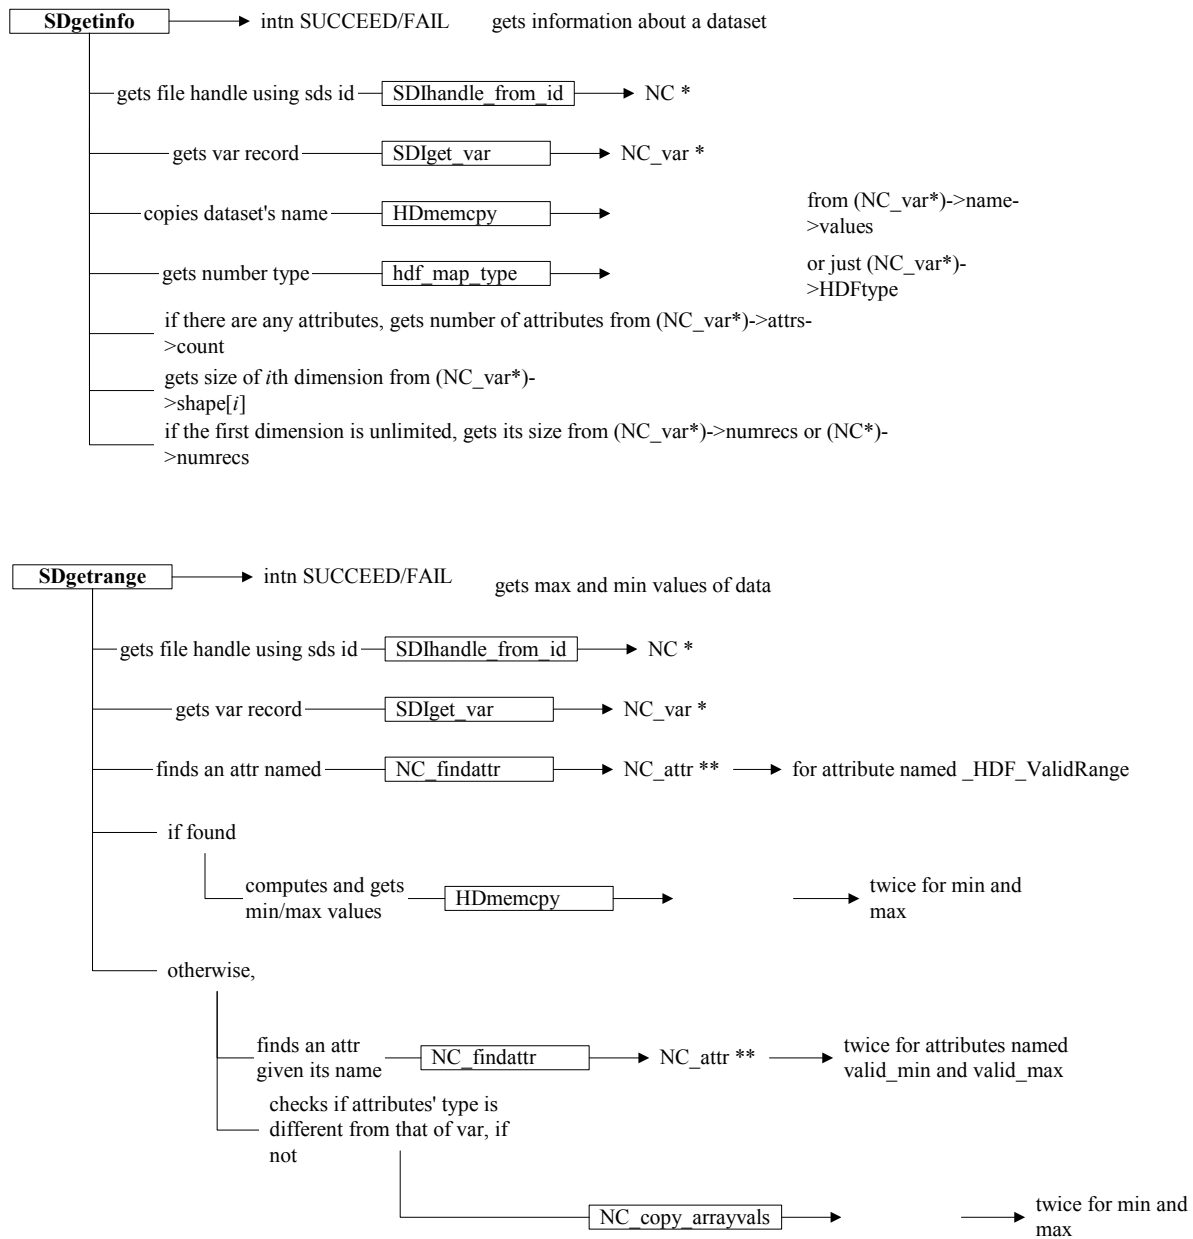 SDgetinfo intn SUCCEED/FAIL gets information about a dataset
gets file handle using sds id SDIhandle_from_id NC *
gets var record SDIget_var NC_var *
copies dataset's name HDmemcpy
from (NC_var*)->name-
>values
gets number type hdf_map_type
or just (NC_var*)-
>HDFtype
if there are any attributes, gets number of attributes from (NC_var*)->attrs-
>count
gets size of ith dimension from (NC_var*)-
>shape[i]
if the first dimension is unlimited, gets its size from (NC_var*)->numrecs or (NC*)-
>numrecs
SDgetrange intn SUCCEED/FAIL gets max and min values of data
gets file handle using sds id SDIhandle_from_id NC *
gets var record SDIget_var NC_var *
finds an attr named NC_findattr NC_attr ** for attribute named _HDF_ValidRange
if found
computes and gets
min/max values
HDmemcpy
twice for min and
max
otherwise,
finds an attr
given its name
NC_findattr NC_attr **
twice for attributes named
valid_min and valid_max
checks if attributes' type is
different from that of var, if
not
NC_copy_arrayvals
twice for min and
max